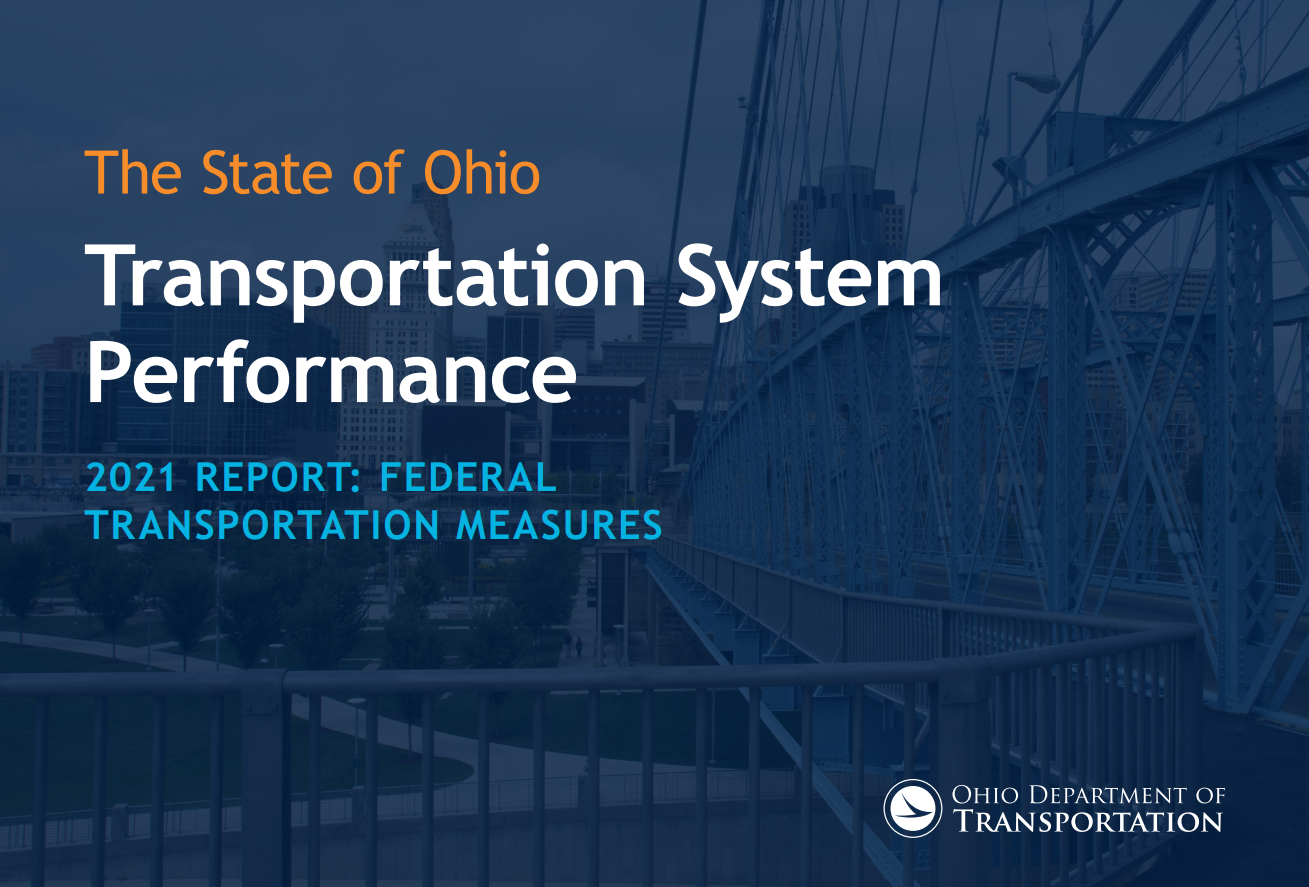 The State of Ohio
Transportation System
Performance
2021 REPORT: FEDERAL
TRANSPORTATION MEASURES
OHIO DEPARTMENT OF
TRANSPORTATION